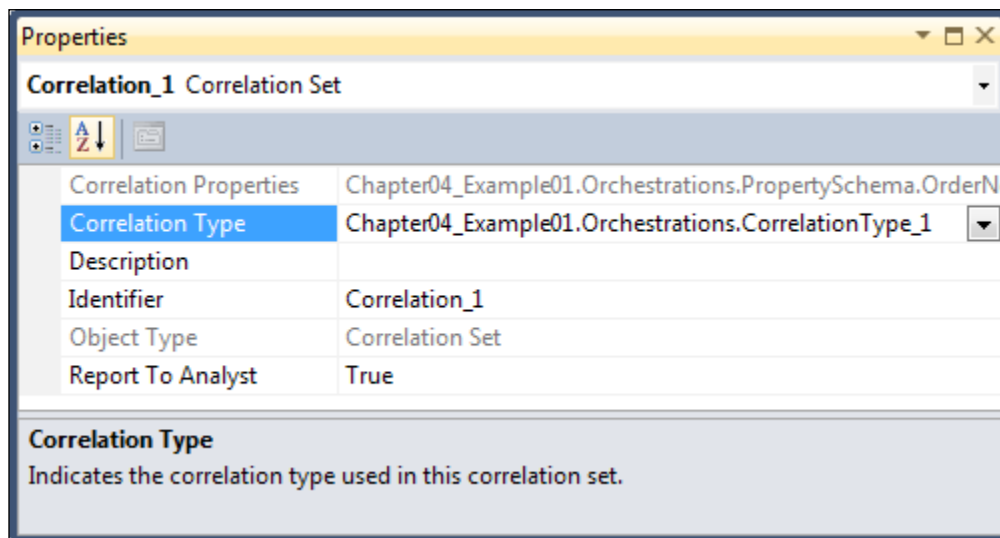 Properties
Correlation_1 Correlation Set
A
Z
Correlation Properties Chapter04_Example01.Orchestrations.PropertySchema.OrderN
Correlation Type Chapter04_Example01.Orchestrations.CorrelationType_1
Description
Identifier Correlation_1
Object Type Correlation Set
Report To Analyst True
Correlation Type
Indicates the correlation type used in this correlation set.